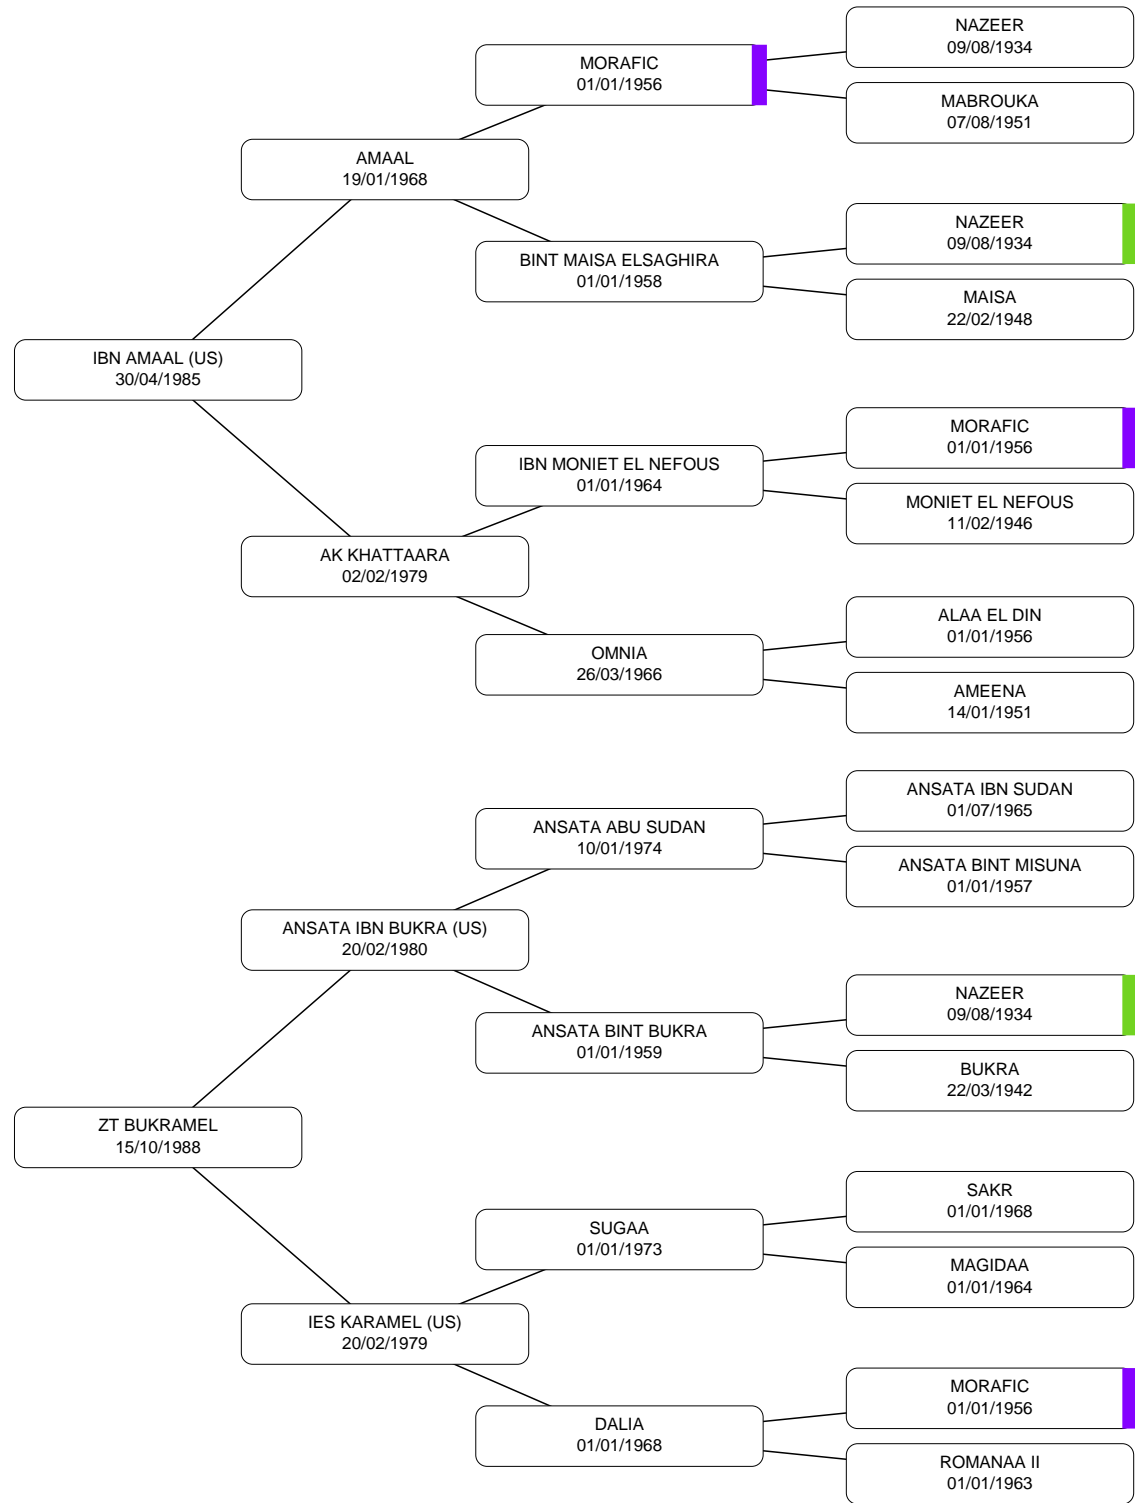 NAZEER
09/08/1934
MORAFIC
01/01/1956
MABROUKA
07/08/1951
AMAAL
19/01/1968
NAZEER
09/08/1934
BINT MAISA ELSAGHIRA
01/01/1958
MAISA
22/02/1948
IBN AMAAL (US)
30/04/1985
MORAFIC
01/01/1956
IBN MONIET EL NEFOUS
01/01/1964
MONIET EL NEFOUS
11/02/1946
AK KHATTAARA
02/02/1979
ALAA EL DIN
01/01/1956
OMNIA
26/03/1966
AMEENA
14/01/1951
ANSATA IBN SUDAN
01/07/1965
ANSATA ABU SUDAN
10/01/1974
ANSATA BINT MISUNA
01/01/1957
ANSATA IBN BUKRA (US)
20/02/1980
NAZEER
09/08/1934
ANSATA BINT BUKRA
01/01/1959
BUKRA
22/03/1942
ZT BUKRAMEL
15/10/1988
SAKR
01/01/1968
SUGAA
01/01/1973
MAGIDAA
01/01/1964
IES KARAMEL (US)
20/02/1979
MORAFIC
01/01/1956
DALIA
01/01/1968
ROMANAA II
01/01/1963